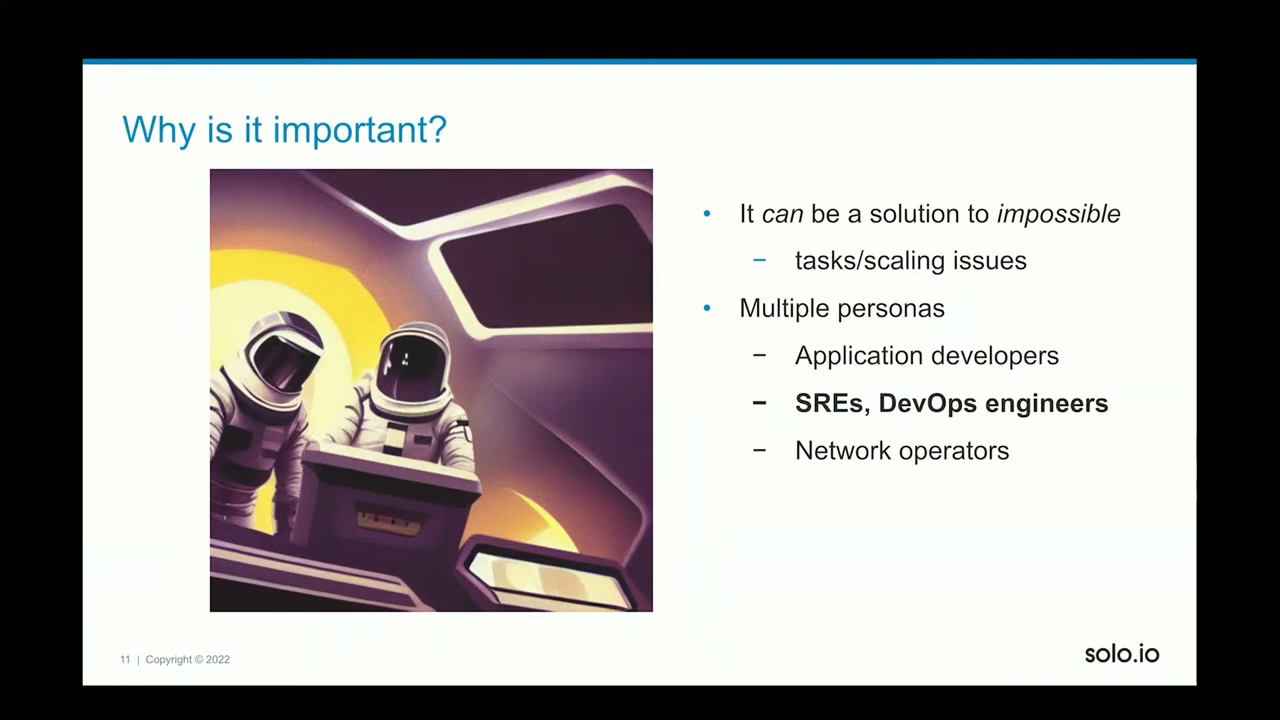 Why is it important?
• It can be a solution to impossible
− tasks/scaling issues
• Multiple personas
− Application developers
− SREs, DevOps engineers
− Network operators
11 | Copyright © 2022
solo.io